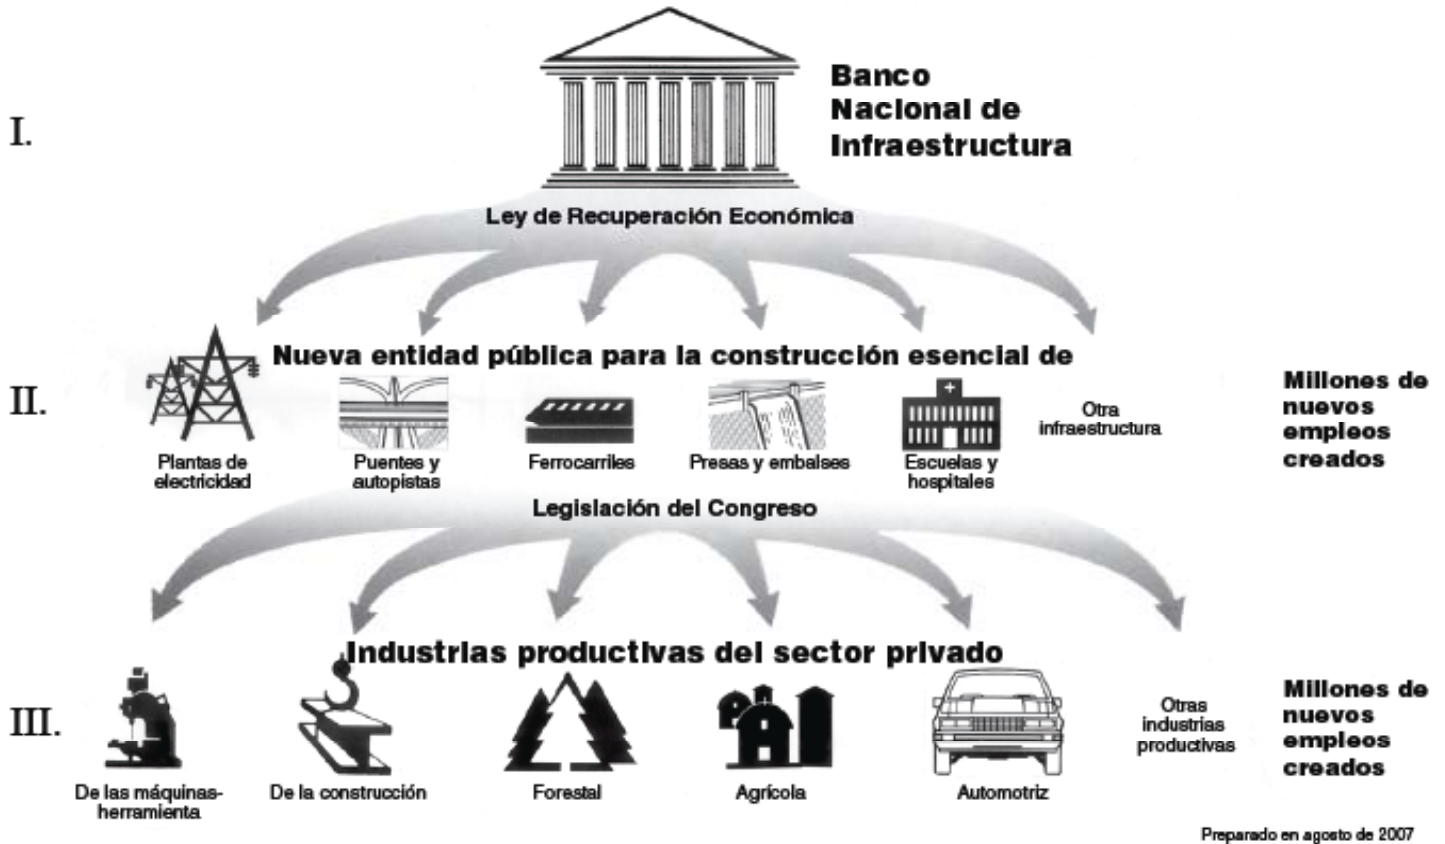 I.
Banco
Nacional de
Infraestructura
Ley de Recuperación Económica
Nueva entidad pública para la construcción esencial de
II.
Plantas de
electricidad
Puentes y
autopistas
Ferrocarriles
Presas y embalses
Escuelas y
hospitales
Otra
infraestructura
Millones de
nuevos
empleos
creados
Legislación del Congreso
Industrias productivas del sector privado
III.
De las máquinas-
herramienta
De la construcción
Forestal
Agrícola
Automotriz
Otras
industrias
productivas
Millones de
nuevos
empleos
creados
Preparado en agosto de 2007